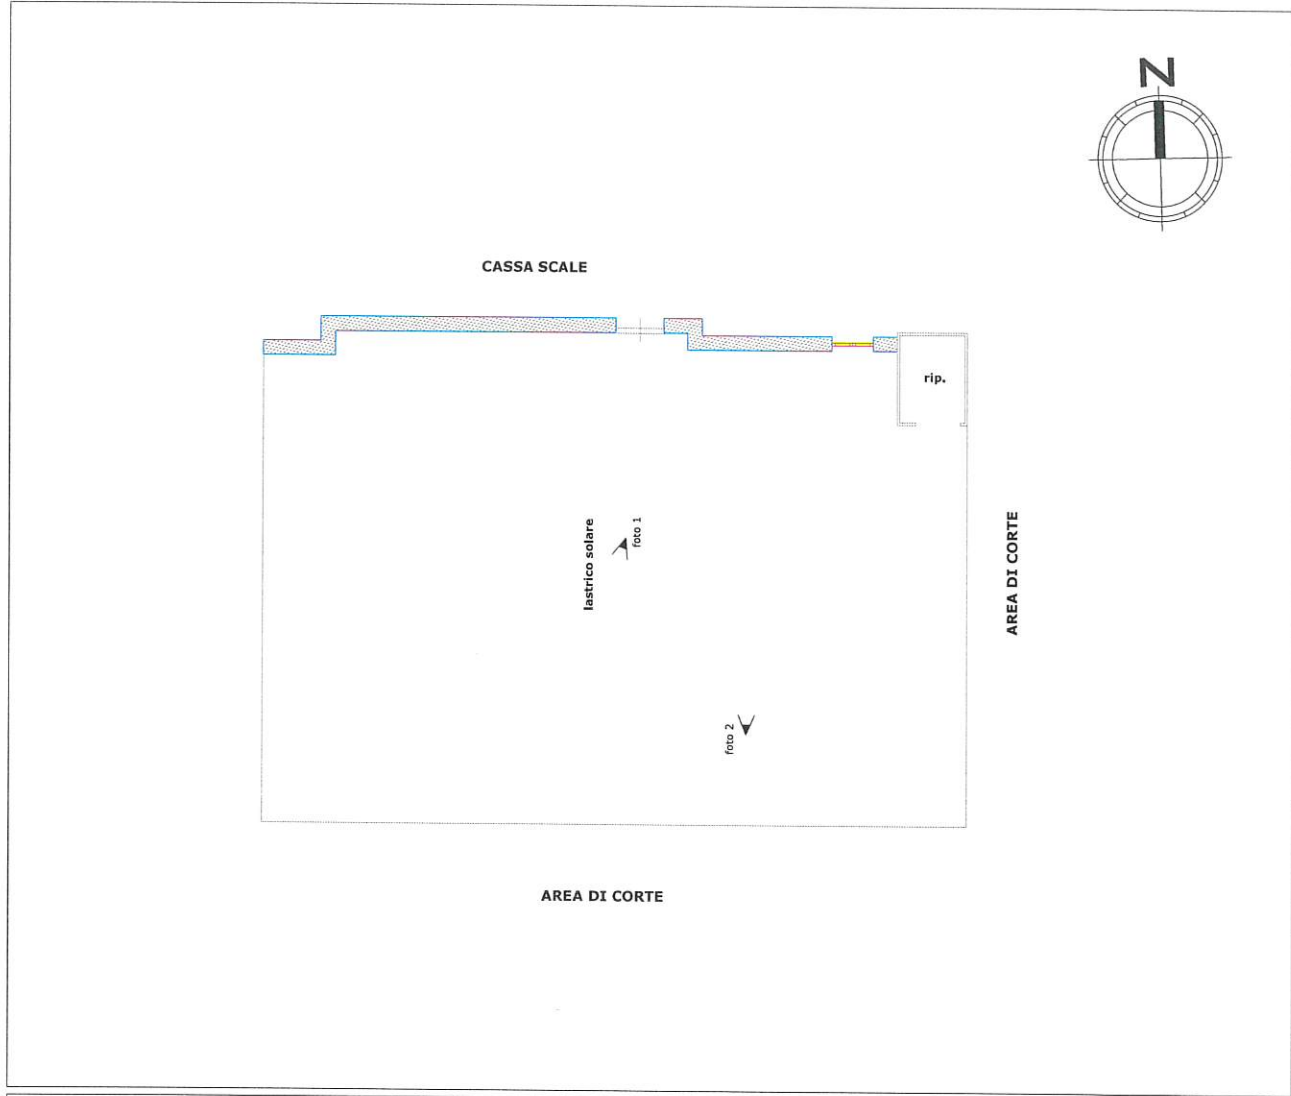 N
CASSA SCALE
rip.
lastrico solare
foto 1
AREA DI CORTE
foto 2
AREA DI CORTE